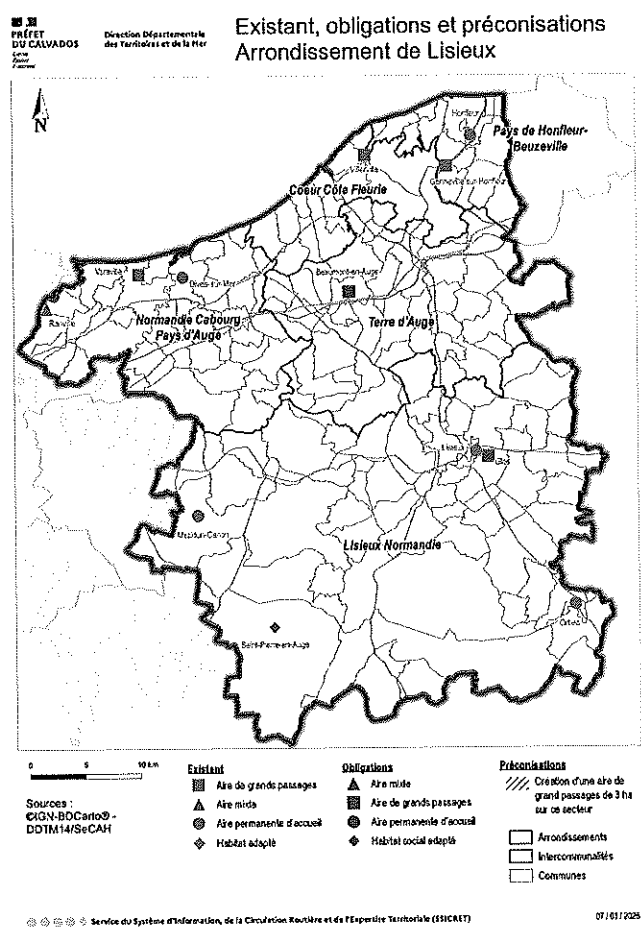 PRÉFET
DU CALVADOS
Direction Départementale
des Territoires et de la Mer
Existant, obligations et préconisations
Arrondissement de Lisieux
N
Honfleur
Pays de Honfleur-
Beuzeville
Gonneville-sur-Honfleur
Coeur Côte Fleurie
Varaville
Dives-sur-Mer
Beaumont-en-Auge
Ranville
Normandie Cabourg
Pays d'Auge
Terre d'Auge
Lisieux
Mézidon-Canon
Lisieux Normandie
Orbec
Saint-Pierre-en-Auge
0 5 10 km
Sources :
©IGN-BDCarto® -
DDTM14/SeCAH
Existant
Aire de grands passages
Aire mixte
Aire permanente d'accueil
Habitat adapté
Obligations
Aire mixte
Aire de grands passages
Aire permanente d'accueil
Habitat social adapté
Préconisations
Création d'une aire de
grand passages de 3 ha
sur ce secteur
Arrondissements
Intercommunalités
Communes
Service du Système d'Information, de la Circulation Routière et de l'Expertise Territoriale (SSICRET)
07/03/2025